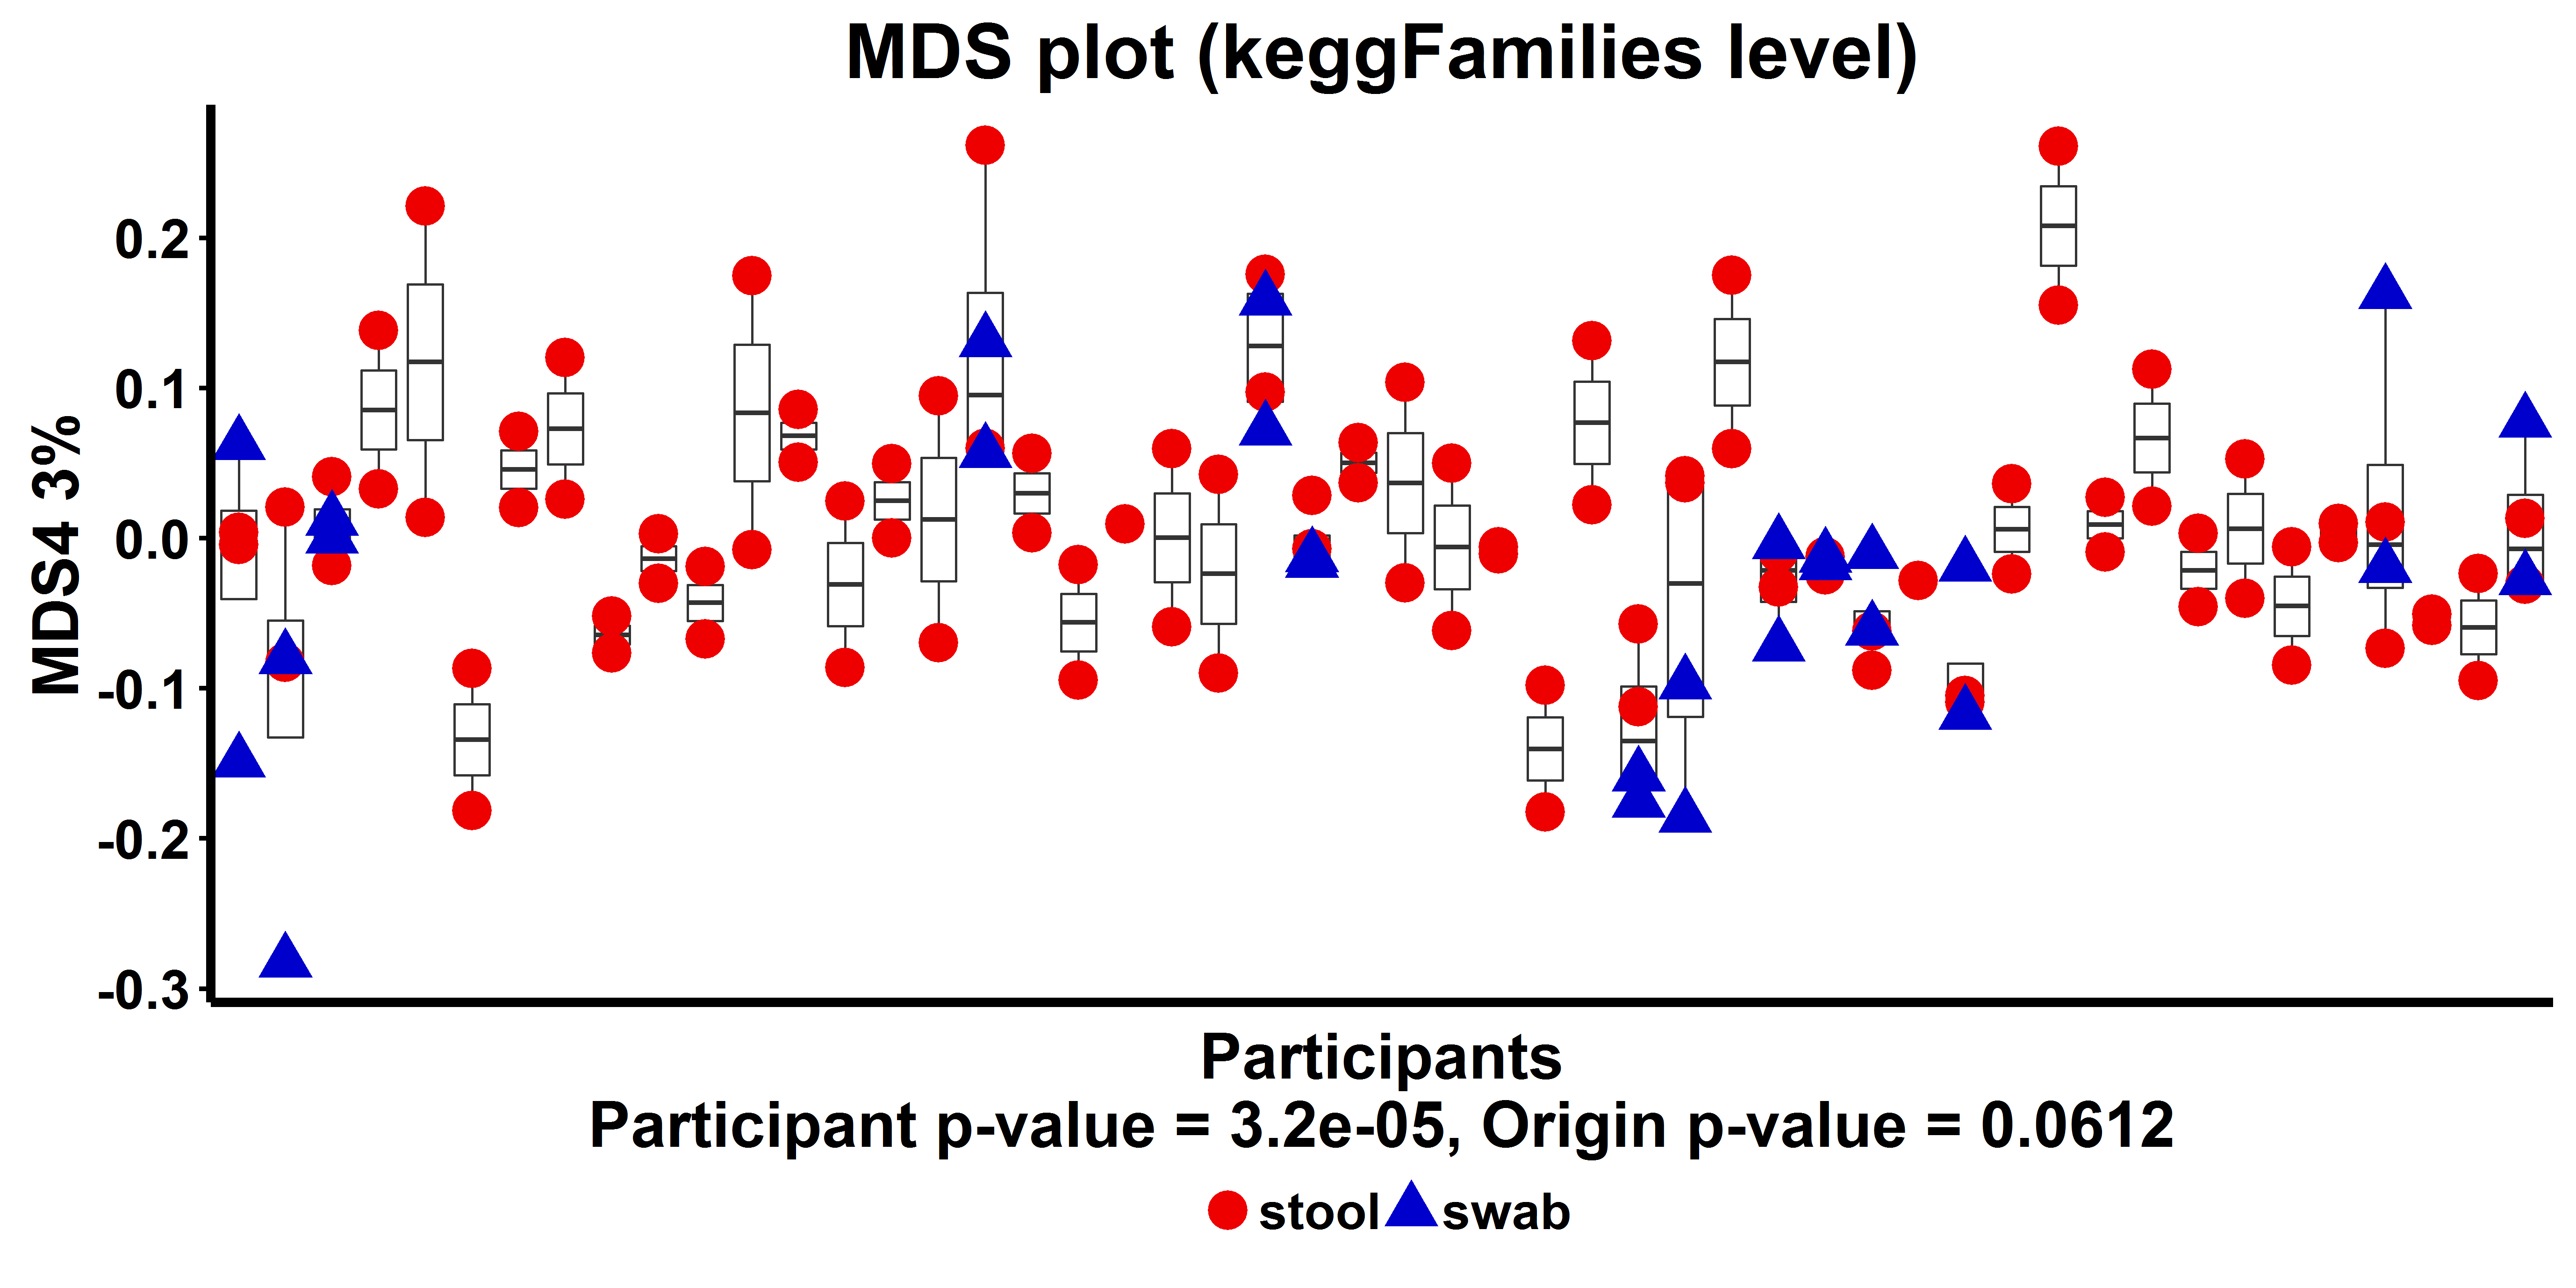 MDS plot (keggFamilies level)
MDS4 3%
0.2
0.1
0.0
-0.1
-0.2
-0.3
Participants
Participant p-value = 3.2e-05, Origin p-value = 0.0612
stool swab